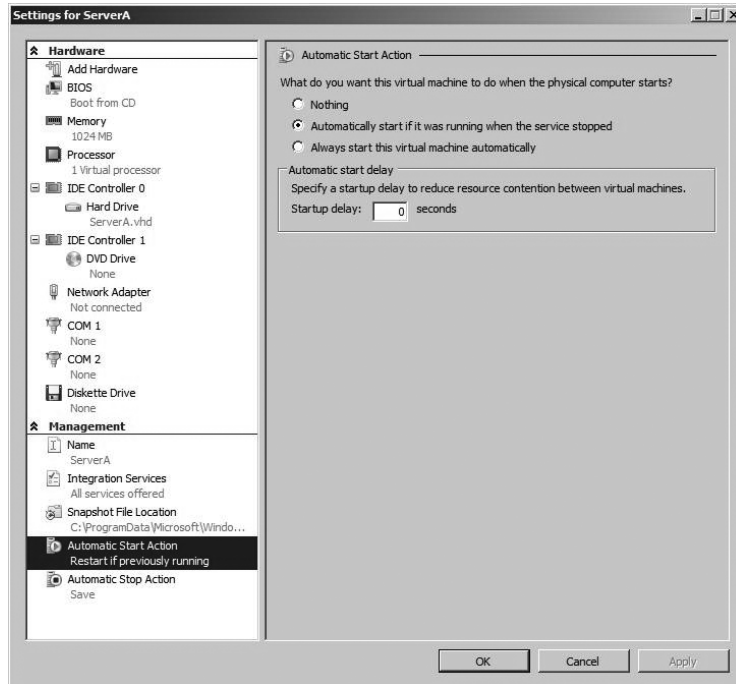 Settings for ServerA
Hardware
Add Hardware
BIOS
Boot from CD
Memory
1024 MB
Processor
1 Virtual processor
IDE Controller 0
Hard Drive
ServerA.vhd
IDE Controller 1
DVD Drive
None
Network Adapter
Not connected
COM 1
None
COM 2
None
Diskette Drive
None
Management
Name
ServerA
Integration Services
All services offered
Snapshot File Location
C:\ProgramData\Microsoft\Windo...
Automatic Start Action
Restart if previously running
Automatic Stop Action
Save
Automatic Start Action
What do you want this virtual machine to do when the physical computer starts?
Nothing
Automatically start if it was running when the service stopped
Always start this virtual machine automatically
Automatic start delay
Specify a startup delay to reduce resource contention between virtual machines.
Startup delay: 0 seconds
OK Cancel Apply